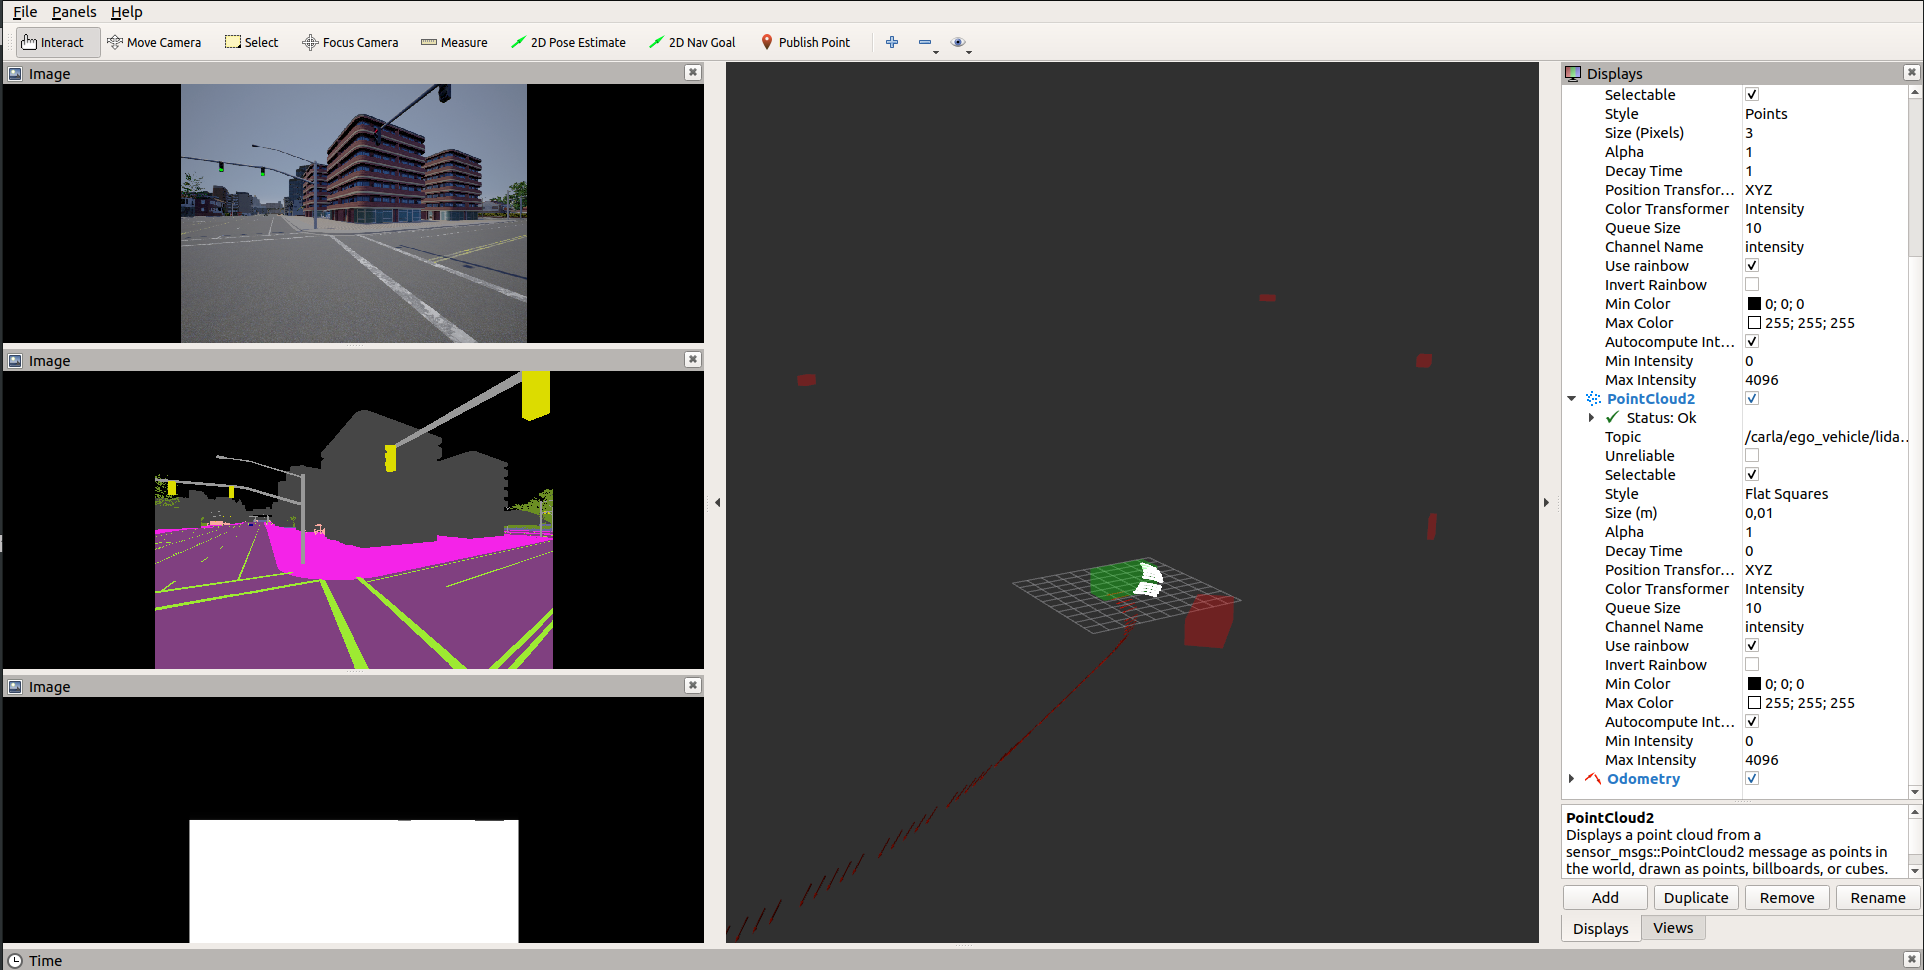 File Panels Help
Interact Move Camera Select Focus Camera Measure 2D Pose Estimate 2D Nav Goal Publish Point
Image
Image
Image
Displays
Selectable
Style Points
Size (Pixels) 3
Alpha 1
Decay Time 1
Position Transfor... XYZ
Color Transformer Intensity
Queue Size 10
Channel Name intensity
Use rainbow
Invert Rainbow
Min Color 0; 0; 0
Max Color 255; 255; 255
Autocompute Int...
Min Intensity 0
Max Intensity 4096
PointCloud2
Status: Ok
Topic /carla/ego_vehicle/lida...
Unreliable
Selectable
Style Flat Squares
Size (m) 0,01
Alpha 1
Decay Time 0
Position Transfor... XYZ
Color Transformer Intensity
Queue Size 10
Channel Name intensity
Use rainbow
Invert Rainbow
Min Color 0; 0; 0
Max Color 255; 255; 255
Autocompute Int...
Min Intensity 0
Max Intensity 4096
Odometry
PointCloud2
Displays a point cloud from a
sensor_msgs::PointCloud2 message as points in
the world, drawn as points, billboards, or cubes.
Add Duplicate Remove Rename
Displays Views
Time